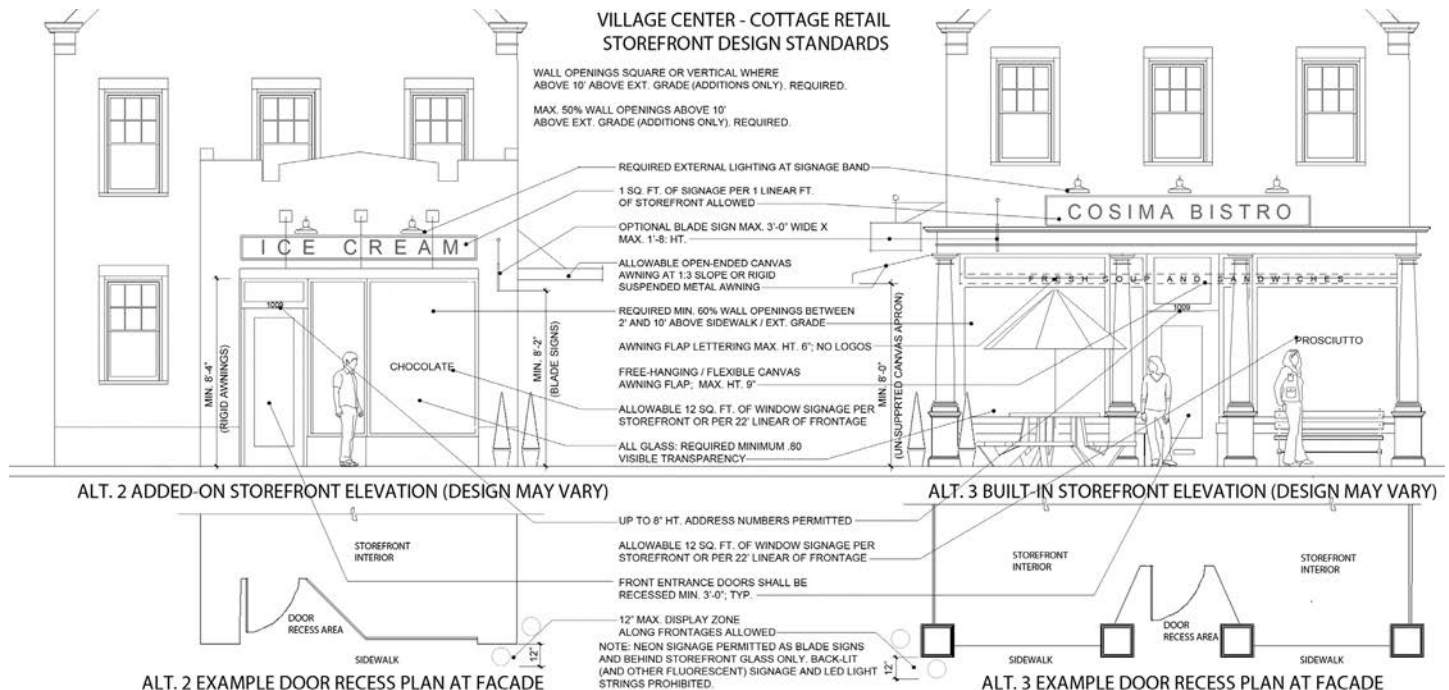 VILLAGE CENTER - COTTAGE RETAIL
STOREFRONT DESIGN STANDARDS
WALL OPENINGS SQUARE OR VERTICAL WHERE
ABOVE 10' ABOVE EXT. GRADE (ADDITIONS ONLY). REQUIRED.
MAX. 50% WALL OPENINGS ABOVE 10'
ABOVE EXT. GRADE (ADDITIONS ONLY). REQUIRED.
REQUIRED EXTERNAL LIGHTING AT SIGNAGE BAND
1 SQ. FT. OF SIGNAGE PER 1 LINEAR FT.
OF STOREFRONT ALLOWED
OPTIONAL BLADE SIGN MAX. 3'-0" WIDE X
MAX. 1'-8: HT.
ALLOWABLE OPEN-ENDED CANVAS
AWNING AT 1:3 SLOPE OR RIGID
SUSPENDED METAL AWNING
REQUIRED MIN. 60% WALL OPENINGS BETWEEN
2' AND 10' ABOVE SIDEWALK / EXT. GRADE
AWNING FLAP LETTERING MAX. HT. 6"; NO LOGOS
FREE-HANGING / FLEXIBLE CANVAS
AWNING FLAP; MAX. HT. 9"
ALLOWABLE 12 SQ. FT. OF WINDOW SIGNAGE PER
STOREFRONT OR PER 22' LINEAR OF FRONTAGE
ALL GLASS: REQUIRED MINIMUM .80
VISIBLE TRANSPARENCY
ICE CREAM
1009
CHOCOLATE
MIN. 8'-4"
(RIGID AWNINGS)
MIN. 8'-2"
(BLADE SIGNS)
COSIMA BISTRO
FRESH SOUP AND SANDWICHES
1009
PROSCIUTTO
MIN. 8'-0"
(UN-SUPPRTED CANVAS APRON)
ALT. 2 ADDED-ON STOREFRONT ELEVATION (DESIGN MAY VARY)
ALT. 3 BUILT-IN STOREFRONT ELEVATION (DESIGN MAY VARY)
UP TO 8" HT. ADDRESS NUMBERS PERMITTED
ALLOWABLE 12 SQ. FT. OF WINDOW SIGNAGE PER
STOREFRONT OR PER 22' LINEAR OF FRONTAGE
FRONT ENTRANCE DOORS SHALL BE
RECESSED MIN. 3'-0"; TYP.
12" MAX. DISPLAY ZONE
ALONG FRONTAGES ALLOWED
NOTE: NEON SIGNAGE PERMITTED AS BLADE SIGNS
AND BEHIND STOREFRONT GLASS ONLY. BACK-LIT
(AND OTHER FLUORESCENT) SIGNAGE AND LED LIGHT
STRINGS PROHIBITED.
STOREFRONT
INTERIOR
DOOR
RECESS AREA
SIDEWALK
12"
ALT. 2 EXAMPLE DOOR RECESS PLAN AT FACADE
STOREFRONT
INTERIOR
STOREFRONT
INTERIOR
DOOR
RECESS AREA
12"
SIDEWALK
SIDEWALK
ALT. 3 EXAMPLE DOOR RECESS PLAN AT FACADE